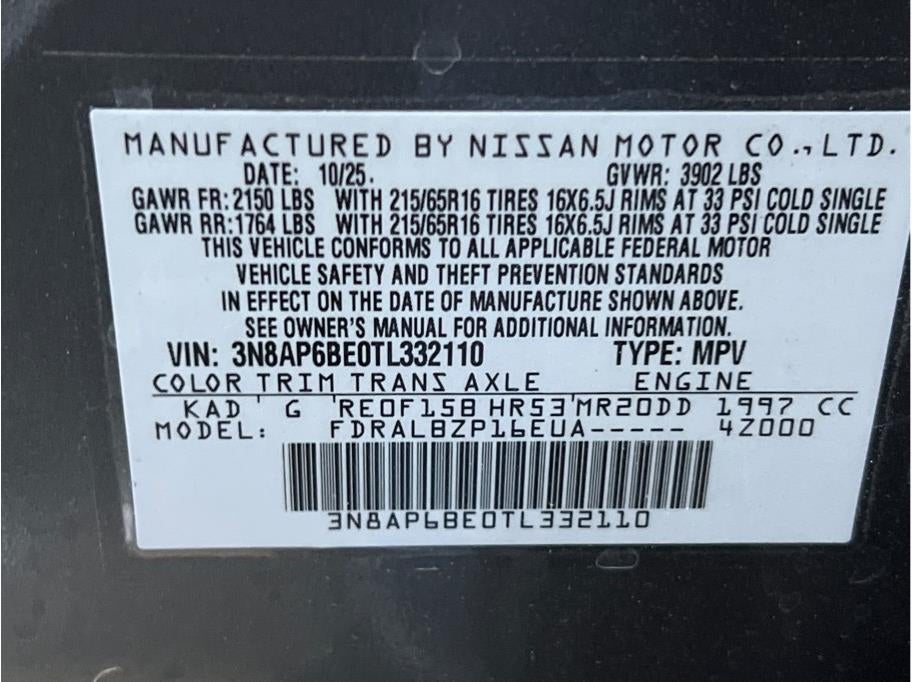 MANUFACTURED BY NISSAN MOTOR CO.,LTD.
DATE: 10/25. GVWR: 3902 LBS
GAWR FR: 2150 LBS WITH 215/65R16 TIRES 16X6.5J RIMS AT 33 PSI COLD SINGLE
GAWR RR: 1764 LBS WITH 215/65R16 TIRES 16X6.5J RIMS AT 33 PSI COLD SINGLE
THIS VEHICLE CONFORMS TO ALL APPLICABLE FEDERAL MOTOR
VEHICLE SAFETY AND THEFT PREVENTION STANDARDS
IN EFFECT ON THE DATE OF MANUFACTURE SHOWN ABOVE.
SEE OWNER'S MANUAL FOR ADDITIONAL INFORMATION.
VIN: 3N8AP6BE0TL332110 TYPE: MPV
COLOR TRIM TRANS AXLE ENGINE
KAD G RE0F15B HR53 MR20DD 1997 CC
MODEL: FDRALBZP16EUA----- 4Z000
3N8AP6BE0TL332110